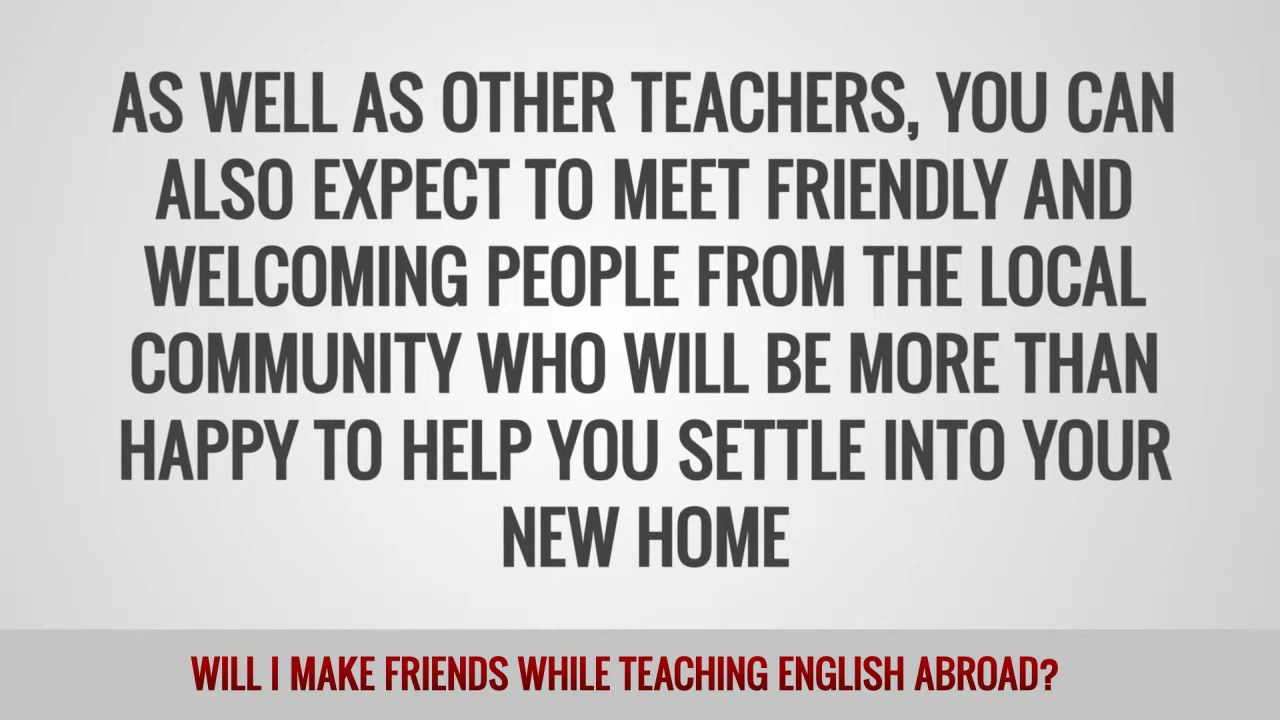 AS WELL AS OTHER TEACHERS, YOU CAN
ALSO EXPECT TO MEET FRIENDLY AND
WELCOMING PEOPLE FROM THE LOCAL
COMMUNITY WHO WILL BE MORE THAN
HAPPY TO HELP YOU SETTLE INTO YOUR
NEW HOME
WILL I MAKE FRIENDS WHILE TEACHING ENGLISH ABROAD?